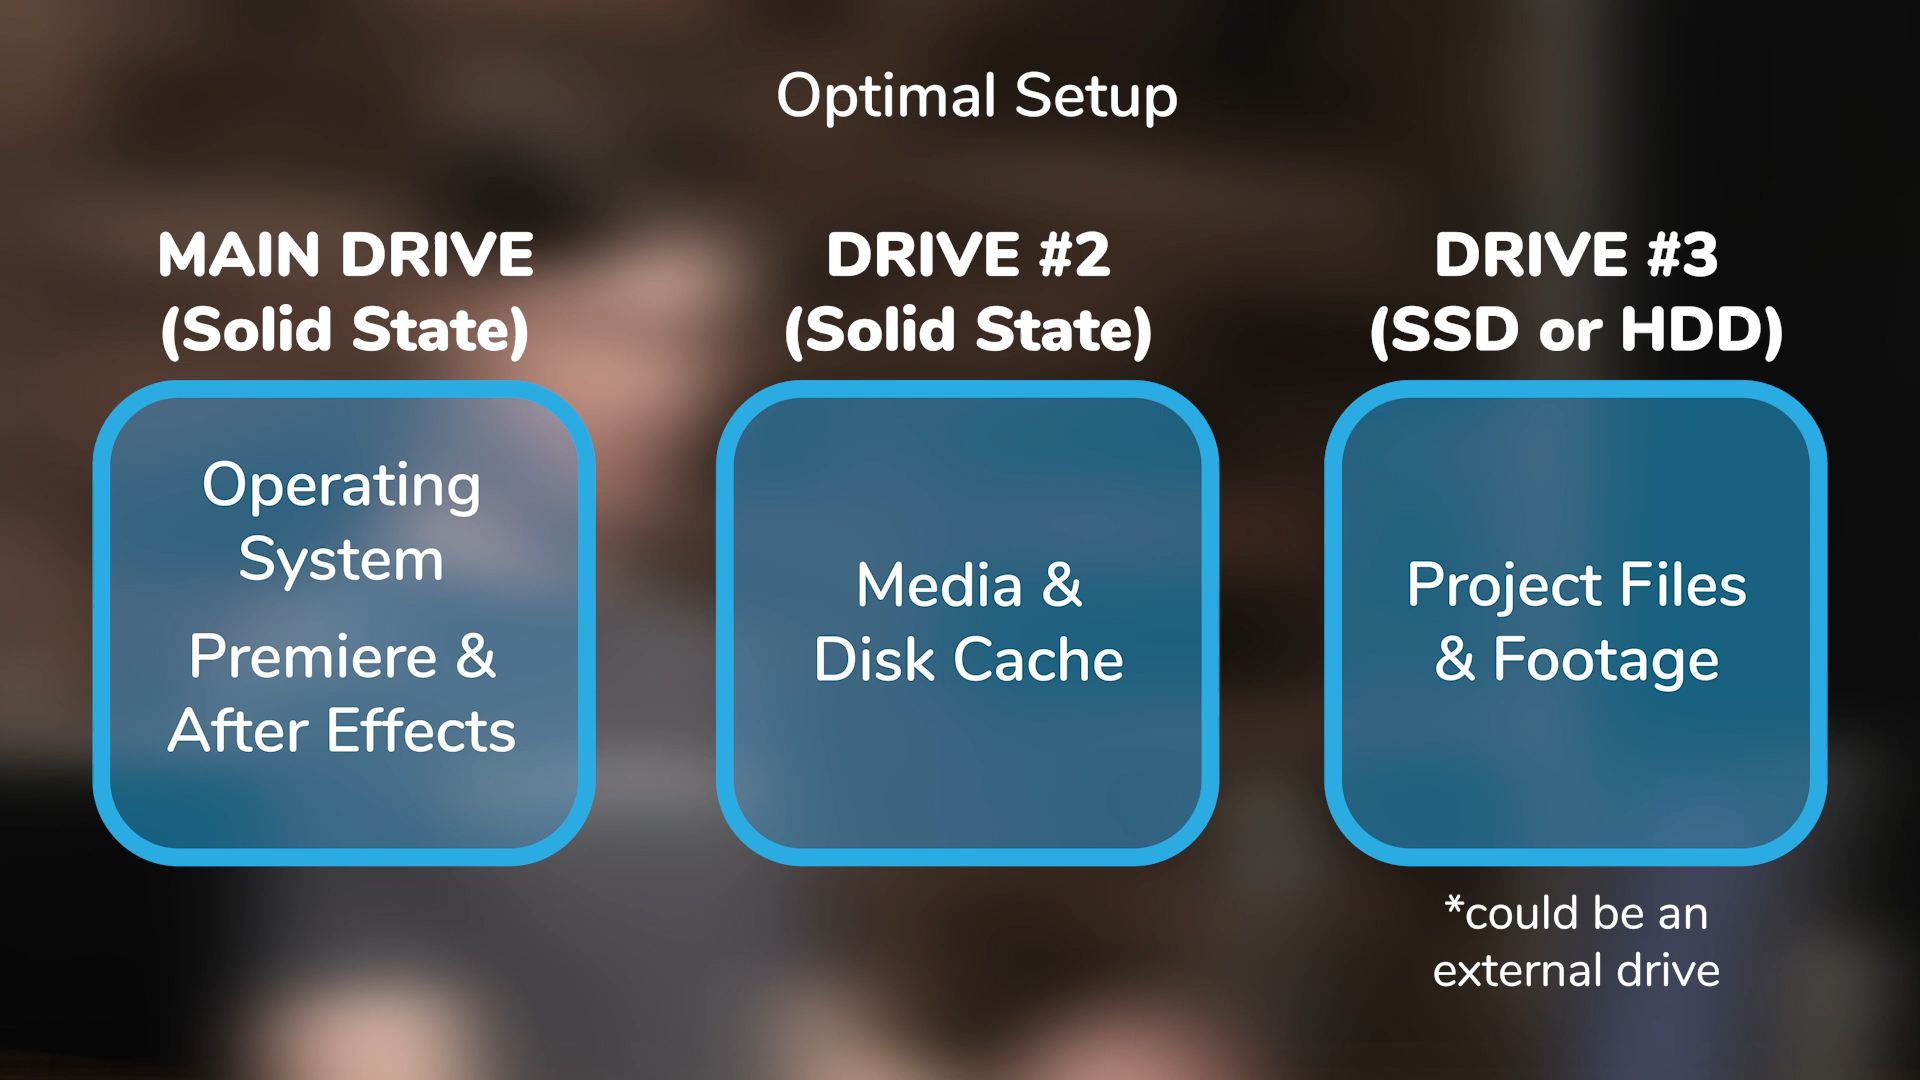 Optimal Setup
MAIN DRIVE
(Solid State)
Operating
System
Premiere &
After Effects
DRIVE #2
(Solid State)
Media &
Disk Cache
DRIVE #3
(SSD or HDD)
Project Files
& Footage
*could be an
external drive